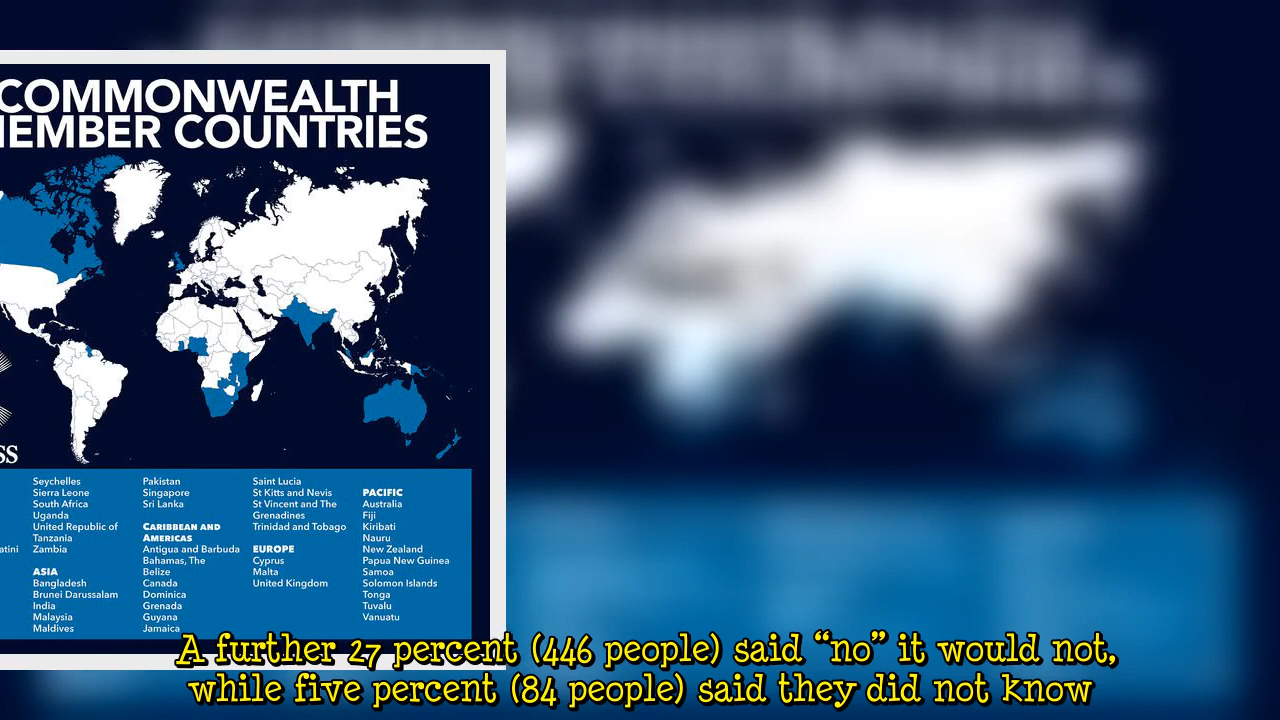 COMMONWEALTH
MEMBER COUNTRIES
SS
Seychelles
Sierra Leone
South Africa
Uganda
United Republic of
Tanzania
Zambia
ASIA
Bangladesh
Brunei Darussalam
India
Malaysia
Maldives
Pakistan
Singapore
Sri Lanka
CARIBBEAN AND
AMERICAS
Antigua and Barbuda
Bahamas, The
Belize
Canada
Dominica
Grenada
Guyana
Jamaica
Saint Lucia
St Kitts and Nevis
St Vincent and The
Grenadines
Trinidad and Tobago
EUROPE
Cyprus
Malta
United Kingdom
PACIFIC
Australia
Fiji
Kiribati
Nauru
New Zealand
Papua New Guinea
Samoa
Solomon Islands
Tonga
Tuvalu
Vanuatu
A further 27 percent (446 people) said “no” it would not,
while five percent (84 people) said they did not know